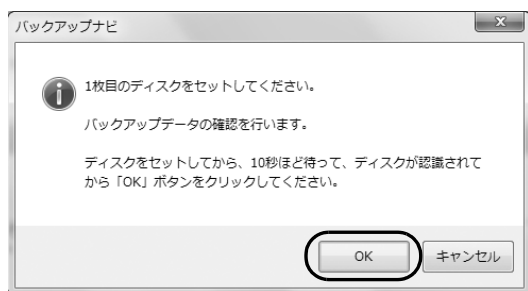 バックアップナビ
1枚目のディスクをセットしてください。
バックアップデータの確認を行います。
ディスクをセットしてから、10秒ほど待って、ディスクが認識されて
から「OK」ボタンをクリックしてください。
OK
キャンセル